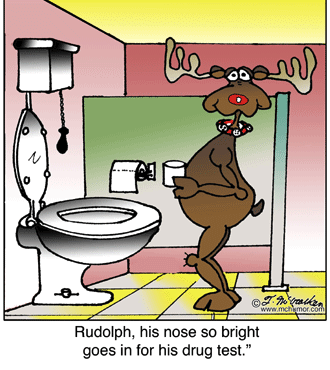 © T. McCracken
www.mchumor.com
Rudolph, his nose so bright
goes in for his drug test.”